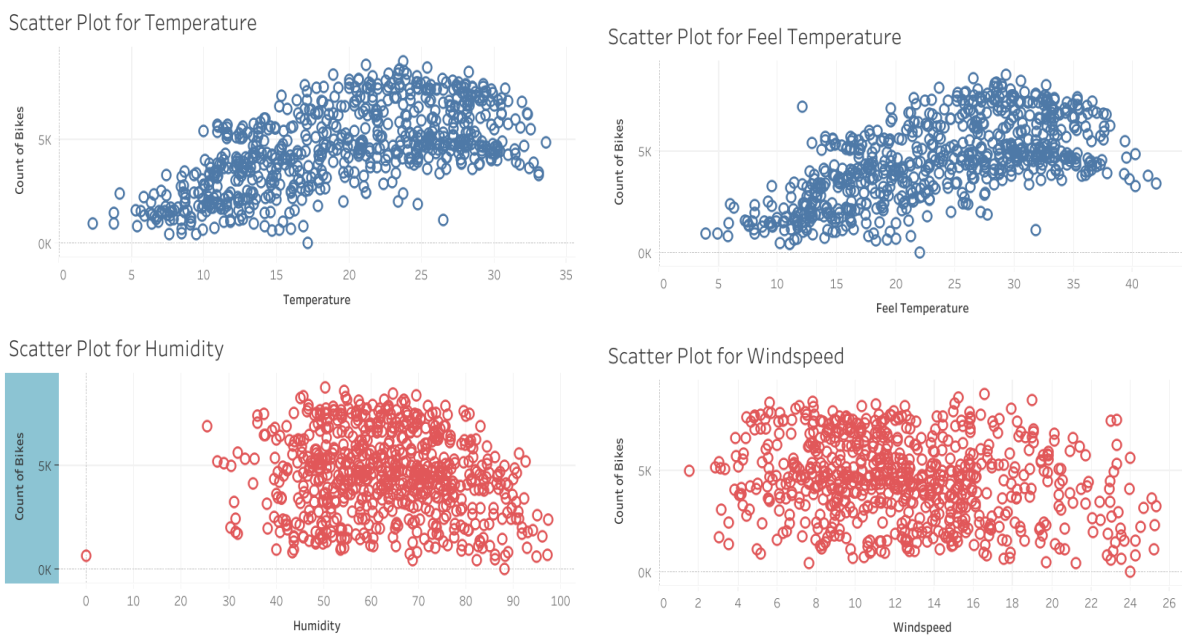 Scatter Plot for Temperature
Count of Bikes
5K
0K
0 5 10 15 20 25 30 35
Temperature
Scatter Plot for Feel Temperature
Count of Bikes
5K
0K
0 5 10 15 20 25 30 35 40
Feel Temperature
Scatter Plot for Humidity
Count of Bikes
5K
0K
0 10 20 30 40 50 60 70 80 90 100
Humidity
Scatter Plot for Windspeed
Count of Bikes
5K
0K
0 2 4 6 8 10 12 14 16 18 20 22 24 26
Windspeed